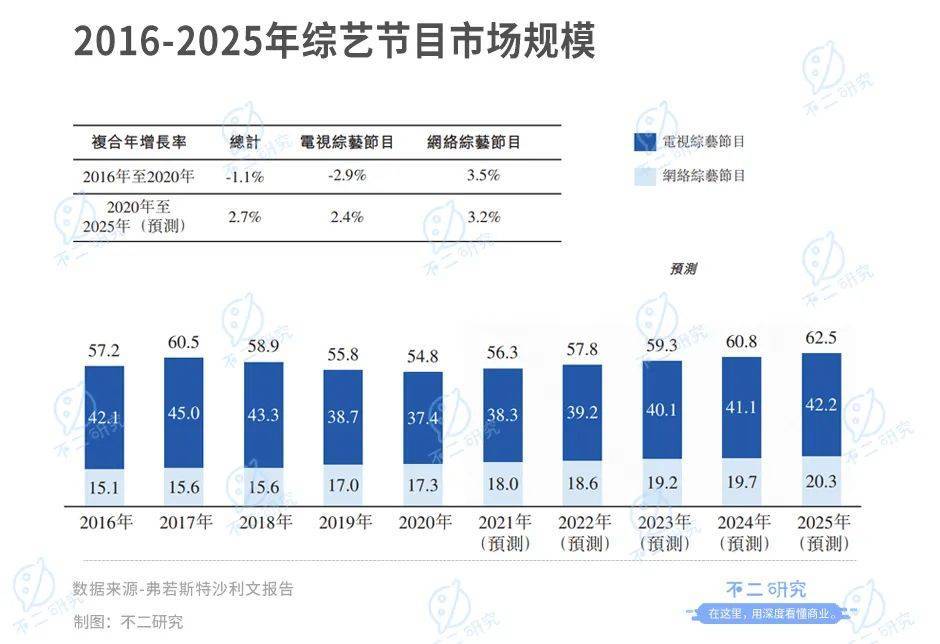 2016-2025年综艺节目市场规模
複合年增長率 總計 電視綜藝節目 網絡綜藝節目
2016年至2020年 -1.1% -2.9% 3.5%
2020年至
2025年（預測） 2.7% 2.4% 3.2%
電視綜藝節目
網絡綜藝節目
預測
57.2 60.5 58.9 55.8 54.8 56.3 57.8 59.3 60.8 62.5
42.1 45.0 43.3 38.7 37.4 38.3 39.2 40.1 41.1 42.2
15.1 15.6 15.6 17.0 17.3 18.0 18.6 19.2 19.7 20.3
2016年 2017年 2018年 2019年 2020年 2021年 2022年 2023年 2024年 2025年
（預測） （預測） （預測） （預測） （預測）
数据来源-弗若斯特沙利文报告
制图：不二研究
不二研究
在这里，用深度看懂商业。